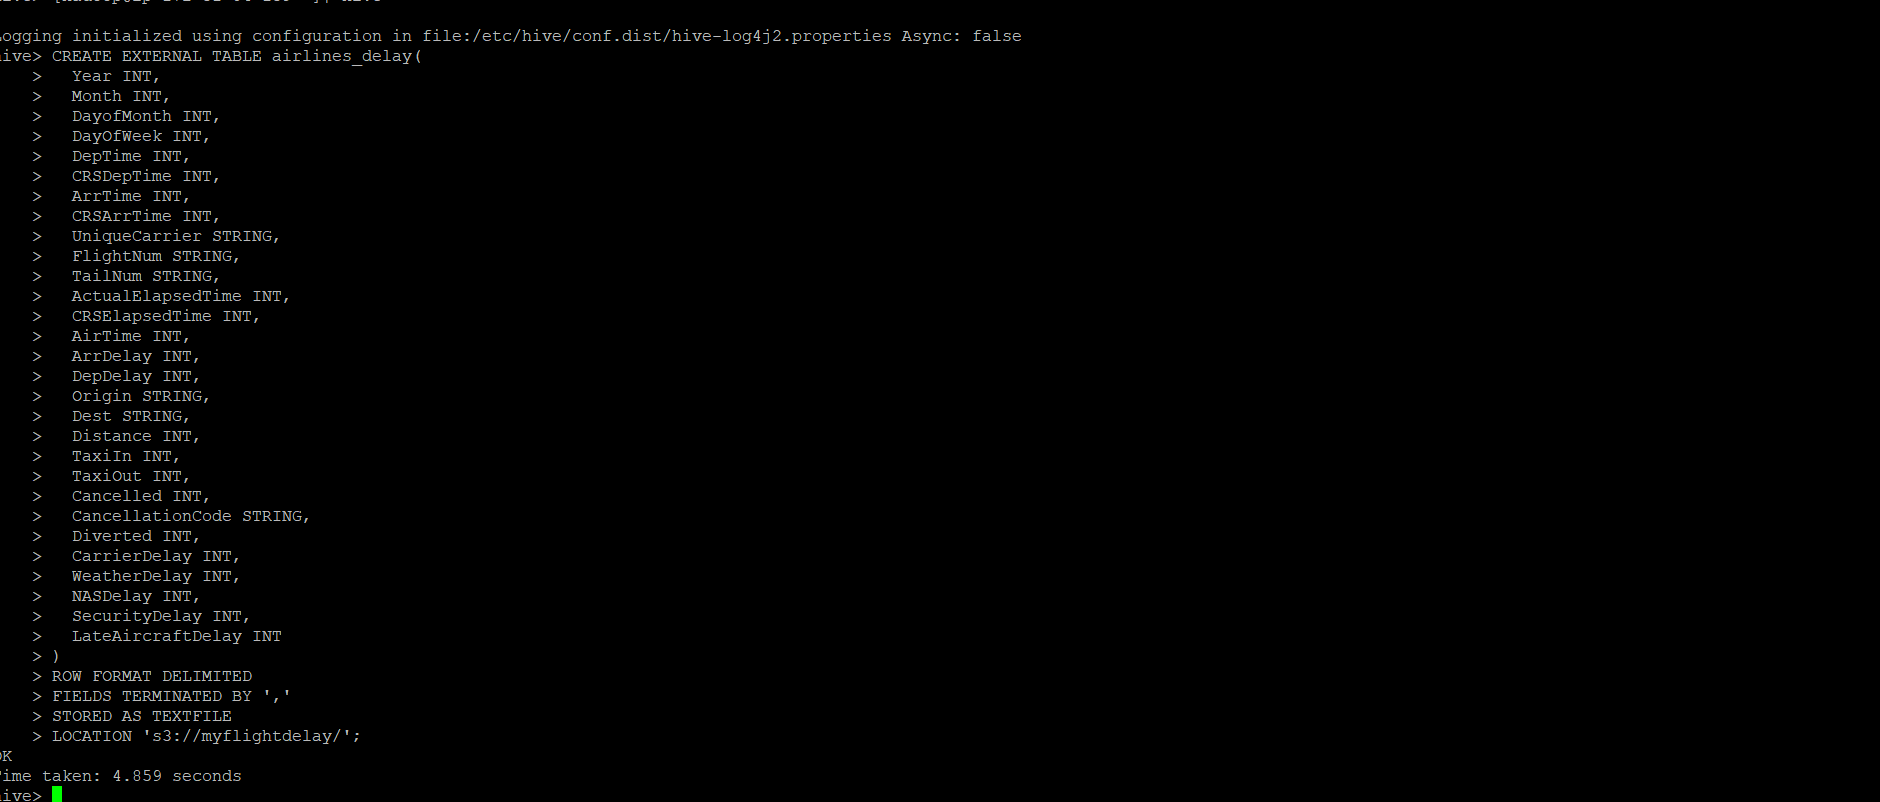 ogging initialized using configuration in file:/etc/hive/conf.dist/hive-log4j2.properties Async: false
ive> CREATE EXTERNAL TABLE airlines_delay(
    >   Year INT,
    >   Month INT,
    >   DayofMonth INT,
    >   DayOfWeek INT,
    >   DepTime INT,
    >   CRSDepTime INT,
    >   ArrTime INT,
    >   CRSArrTime INT,
    >   UniqueCarrier STRING,
    >   FlightNum STRING,
    >   TailNum STRING,
    >   ActualElapsedTime INT,
    >   CRSElapsedTime INT,
    >   AirTime INT,
    >   ArrDelay INT,
    >   DepDelay INT,
    >   Origin STRING,
    >   Dest STRING,
    >   Distance INT,
    >   TaxiIn INT,
    >   TaxiOut INT,
    >   Cancelled INT,
    >   CancellationCode STRING,
    >   Diverted INT,
    >   CarrierDelay INT,
    >   WeatherDelay INT,
    >   NASDelay INT,
    >   SecurityDelay INT,
    >   LateAircraftDelay INT
    > )
    > ROW FORMAT DELIMITED
    > FIELDS TERMINATED BY ','
    > STORED AS TEXTFILE
    > LOCATION 's3://myflightdelay/';
OK
Time taken: 4.859 seconds
ive>